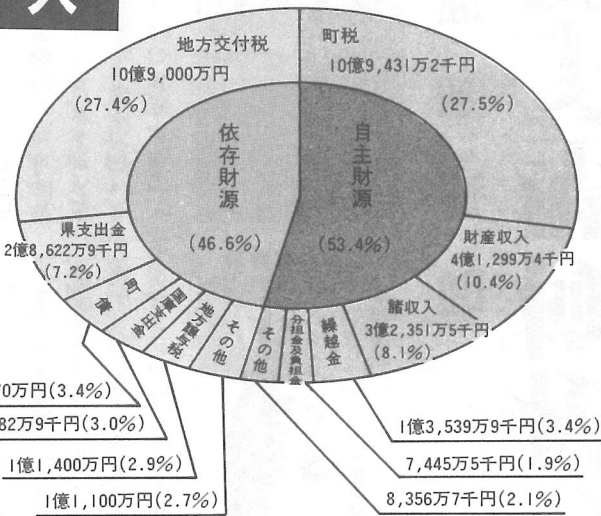 入
地方交付税
10億9,000万円
(27.4%)
町税
10億9,431万2千円
(27.5%)
依存財源
(46.6%)
自主財源
(53.4%)
県支出金
2億8,622万9千円
(7.2%)
財産収入
4億1,299万4千円
(10.4%)
諸収入
3億2,351万5千円
(8.1%)
町債
国庫支出金
地方譲与税
その他
その他
分担金及負担金
繰越金
0万円(3.4%)
82万9千円(3.0%)
1億1,400万円(2.9%)
1億1,100万円(2.7%)
1億3,539万9千円(3.4%)
7,445万5千円(1.9%)
8,356万7千円(2.1%)